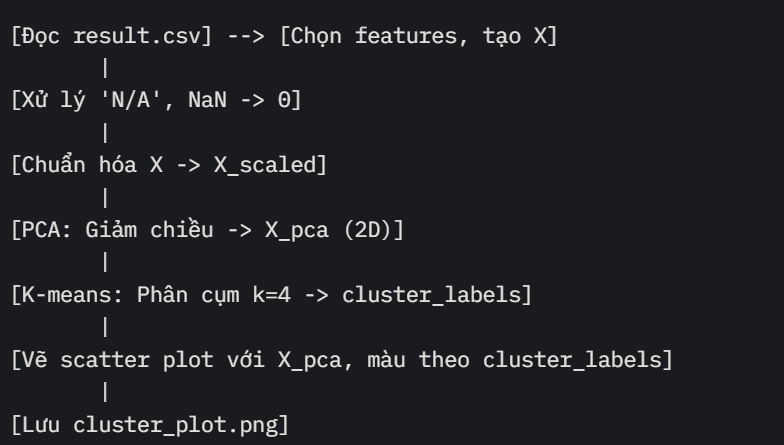 [Đọc result.csv] --> [Chọn features, tạo X]
|
[Xử lý 'N/A', NaN -> 0]
|
[Chuẩn hóa X -> X_scaled]
|
[PCA: Giảm chiều -> X_pca (2D)]
|
[K-means: Phân cụm k=4 -> cluster_labels]
|
[Vẽ scatter plot với X_pca, màu theo cluster_labels]
|
[Lưu cluster_plot.png]